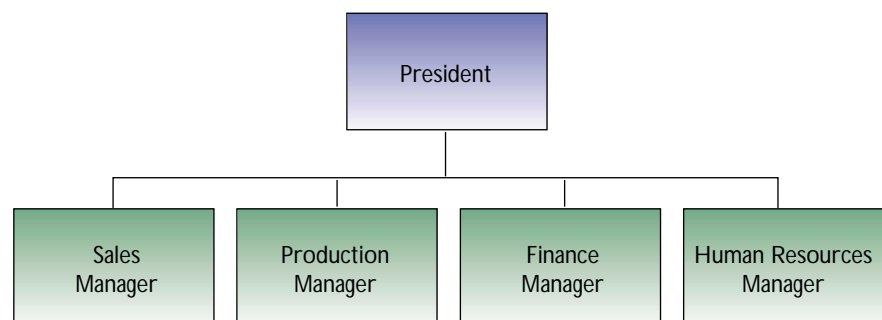 President
Sales
Manager
Production
Manager
Finance
Manager
Human Resources
Manager